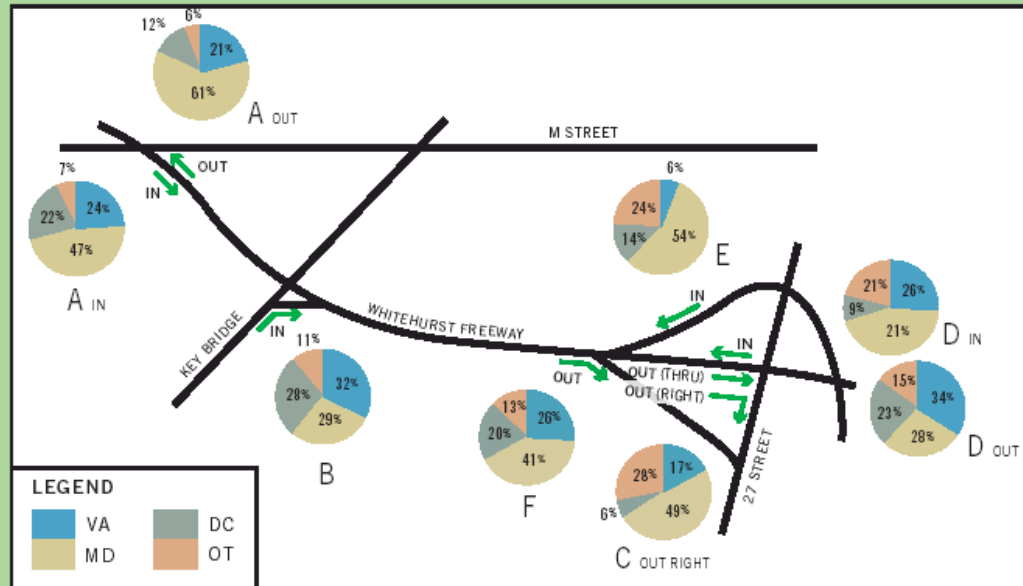 6%
12%
21%
61%
A OUT
M STREET
OUT
IN
7%
24%
22%
47%
A IN
6%
24%
14%
54%
E
IN
KEY BRIDGE
IN
WHITEHURST FREEWAY
IN
OUT
OUT (THRU)
OUT (RIGHT)
21%
26%
9%
21%
D IN
15%
34%
23%
28%
D OUT
11%
32%
28%
29%
B
13%
26%
20%
41%
F
28%
17%
6%
49%
C OUT RIGHT
27 STREET
LEGEND
VA
DC
MD
OT